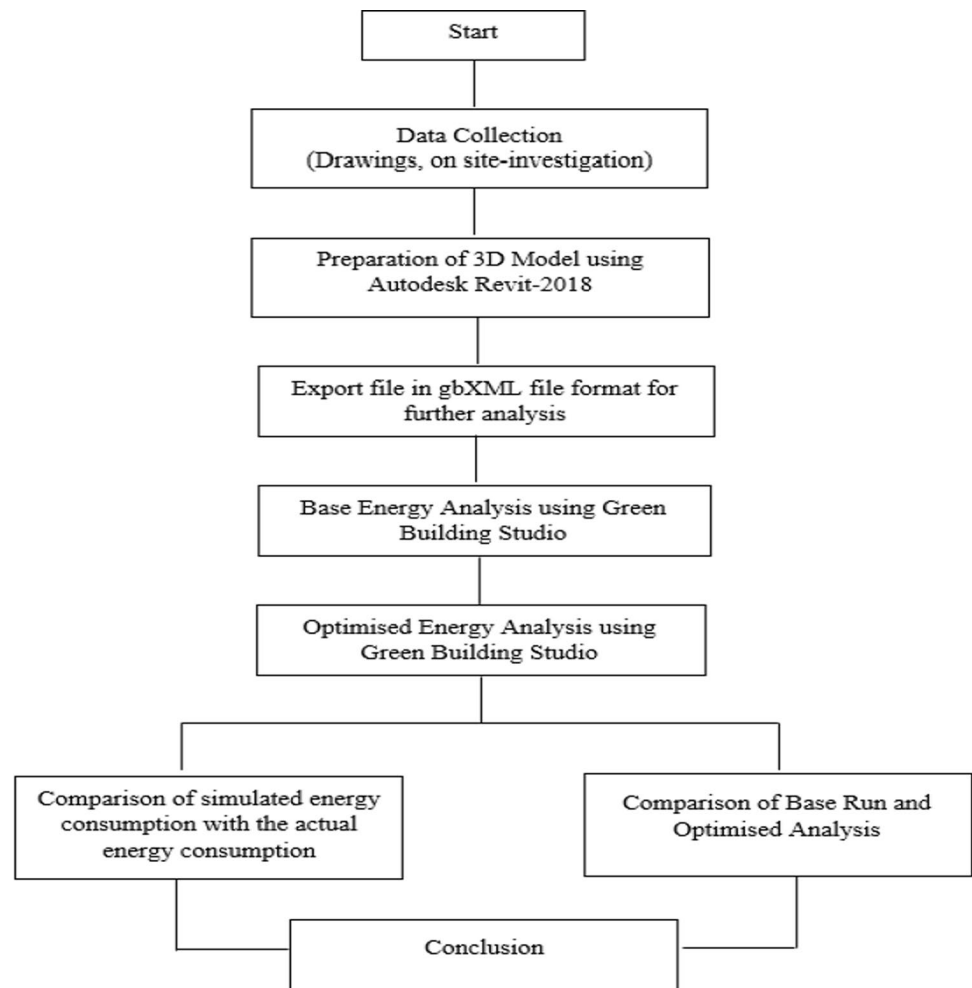 Start
Data Collection
(Drawings, on site-investigation)
Preparation of 3D Model using
Autodesk Revit-2018
Export file in gbXML file format for
further analysis
Base Energy Analysis using Green
Building Studio
Optimised Energy Analysis using
Green Building Studio
Comparison of simulated energy
consumption with the actual
energy consumption
Comparison of Base Run and
Optimised Analysis
Conclusion